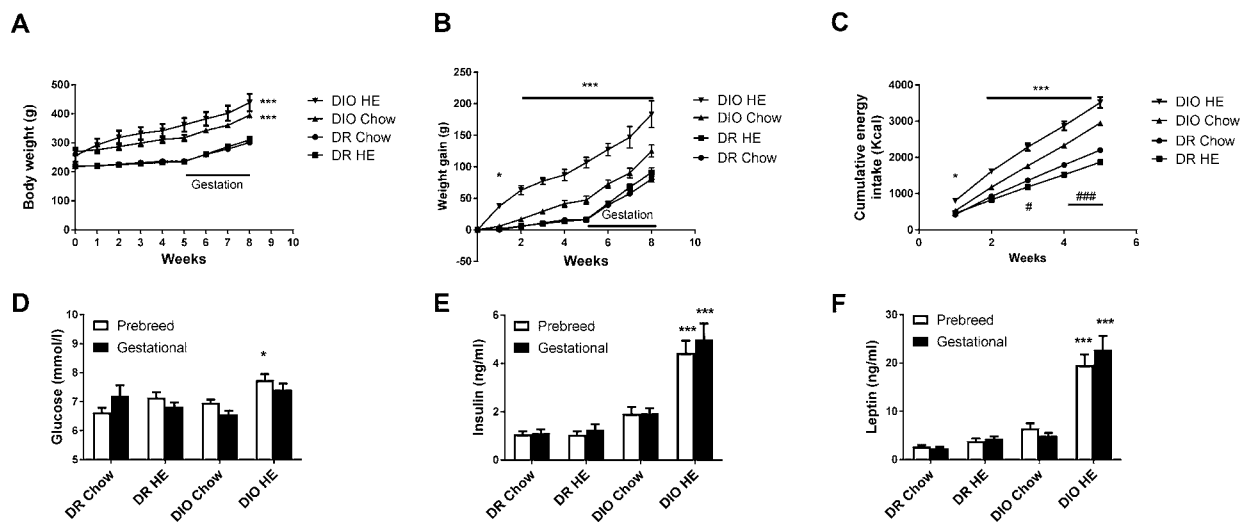 A
Body weight (g)
500
400
300
200
100
0
0 1 2 3 4 5 6 7 8 9 10
Weeks
Gestation
***
***
DIO HE
DIO Chow
DR Chow
DR HE
B
Weight gain (g)
250
200
150
100
50
0
-50
2 4 6 8 10
Weeks
*
***
Gestation
DIO HE
DIO Chow
DR HE
DR Chow
C
Cumulative energy
intake (Kcal)
4000
3000
2000
1000
0
0 2 4 6
Weeks
*
***
#
###
DIO HE
DIO Chow
DR Chow
DR HE
D
Glucose (mmol/l)
10
9
8
7
6
5
Prebreed
Gestational
*
DR Chow
DR HE
DIO Chow
DIO HE
E
Insulin (ng/ml)
6
4
2
0
Prebreed
Gestational
***
***
DR Chow
DR HE
DIO Chow
DIO HE
F
Leptin (ng/ml)
30
20
10
0
Prebreed
Gestational
***
***
DR Chow
DR HE
DIO Chow
DIO HE